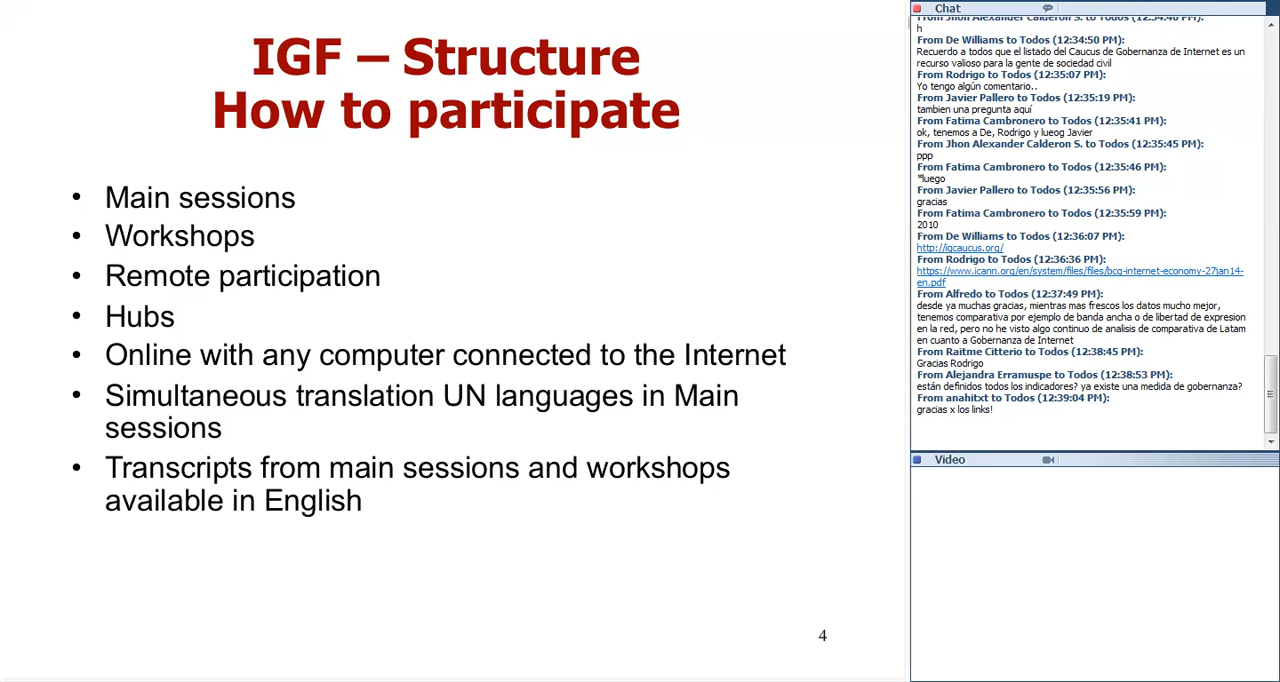 IGF – Structure
How to participate
• Main sessions
• Workshops
• Remote participation
• Hubs
• Online with any computer connected to the Internet
• Simultaneous translation UN languages in Main
sessions
• Transcripts from main sessions and workshops
available in English
4
Chat
From Jhon Alexander Calderon S. to Todos (12:34:46 PM):
h
From De Williams to Todos (12:34:50 PM):
Recuerdo a todos que el listado del Caucus de Gobernanza de Internet es un
recurso valioso para la gente de sociedad civil
From Rodrigo to Todos (12:35:07 PM):
Yo tengo algún comentario..
From Javier Pallero to Todos (12:35:19 PM):
tambien una pregunta aquí
From Fatima Cambronero to Todos (12:35:41 PM):
ok, tenemos a De, Rodrigo y lueog Javier
From Jhon Alexander Calderon S. to Todos (12:35:45 PM):
ppp
From Fatima Cambronero to Todos (12:35:46 PM):
*luego
From Javier Pallero to Todos (12:35:56 PM):
gracias
From Fatima Cambronero to Todos (12:35:59 PM):
2010
From De Williams to Todos (12:36:07 PM):
http://igcaucus.org/
From Rodrigo to Todos (12:36:36 PM):
https://www.icann.org/en/system/files/files/bcg-internet-economy-27jan14-
en.pdf
From Alfredo to Todos (12:37:49 PM):
desde ya muchas gracias, mientras mas frescos los datos mucho mejor,
tenemos comparativa por ejemplo de banda ancha o de libertad de expresion
en la red, pero no he visto algo continuo de analisis de comparativa de Latam
en cuanto a Gobernanza de Internet
From Raitme Citterio to Todos (12:38:45 PM):
Gracias Rodrigo
From Alejandra Erramuspe to Todos (12:38:53 PM):
están definidos todos los indicadores? ya existe una medida de gobernanza?
From anahitxt to Todos (12:39:04 PM):
gracias x los links!
Video